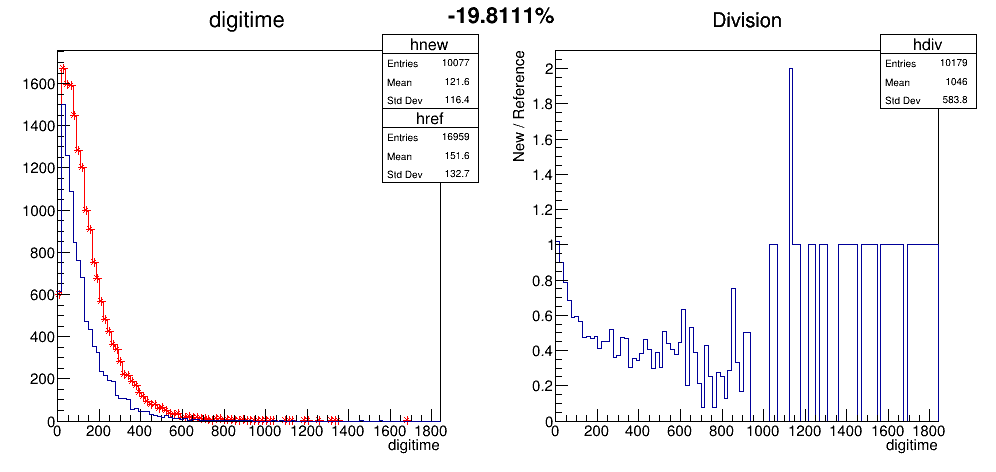 -19.8111%
digitime
hnew
Entries 10077
Mean 121.6
Std Dev 116.4
href
Entries 16959
Mean 151.6
Std Dev 132.7
1600
1400
1200
1000
800
600
400
200
0
0 200 400 600 800 1000 1200 1400 1600 1800
digitime
Division
hdiv
Entries 10179
Mean 1046
Std Dev 583.8
New / Reference
2
1.8
1.6
1.4
1.2
1
0.8
0.6
0.4
0.2
0
0 200 400 600 800 1000 1200 1400 1600 1800
digitime